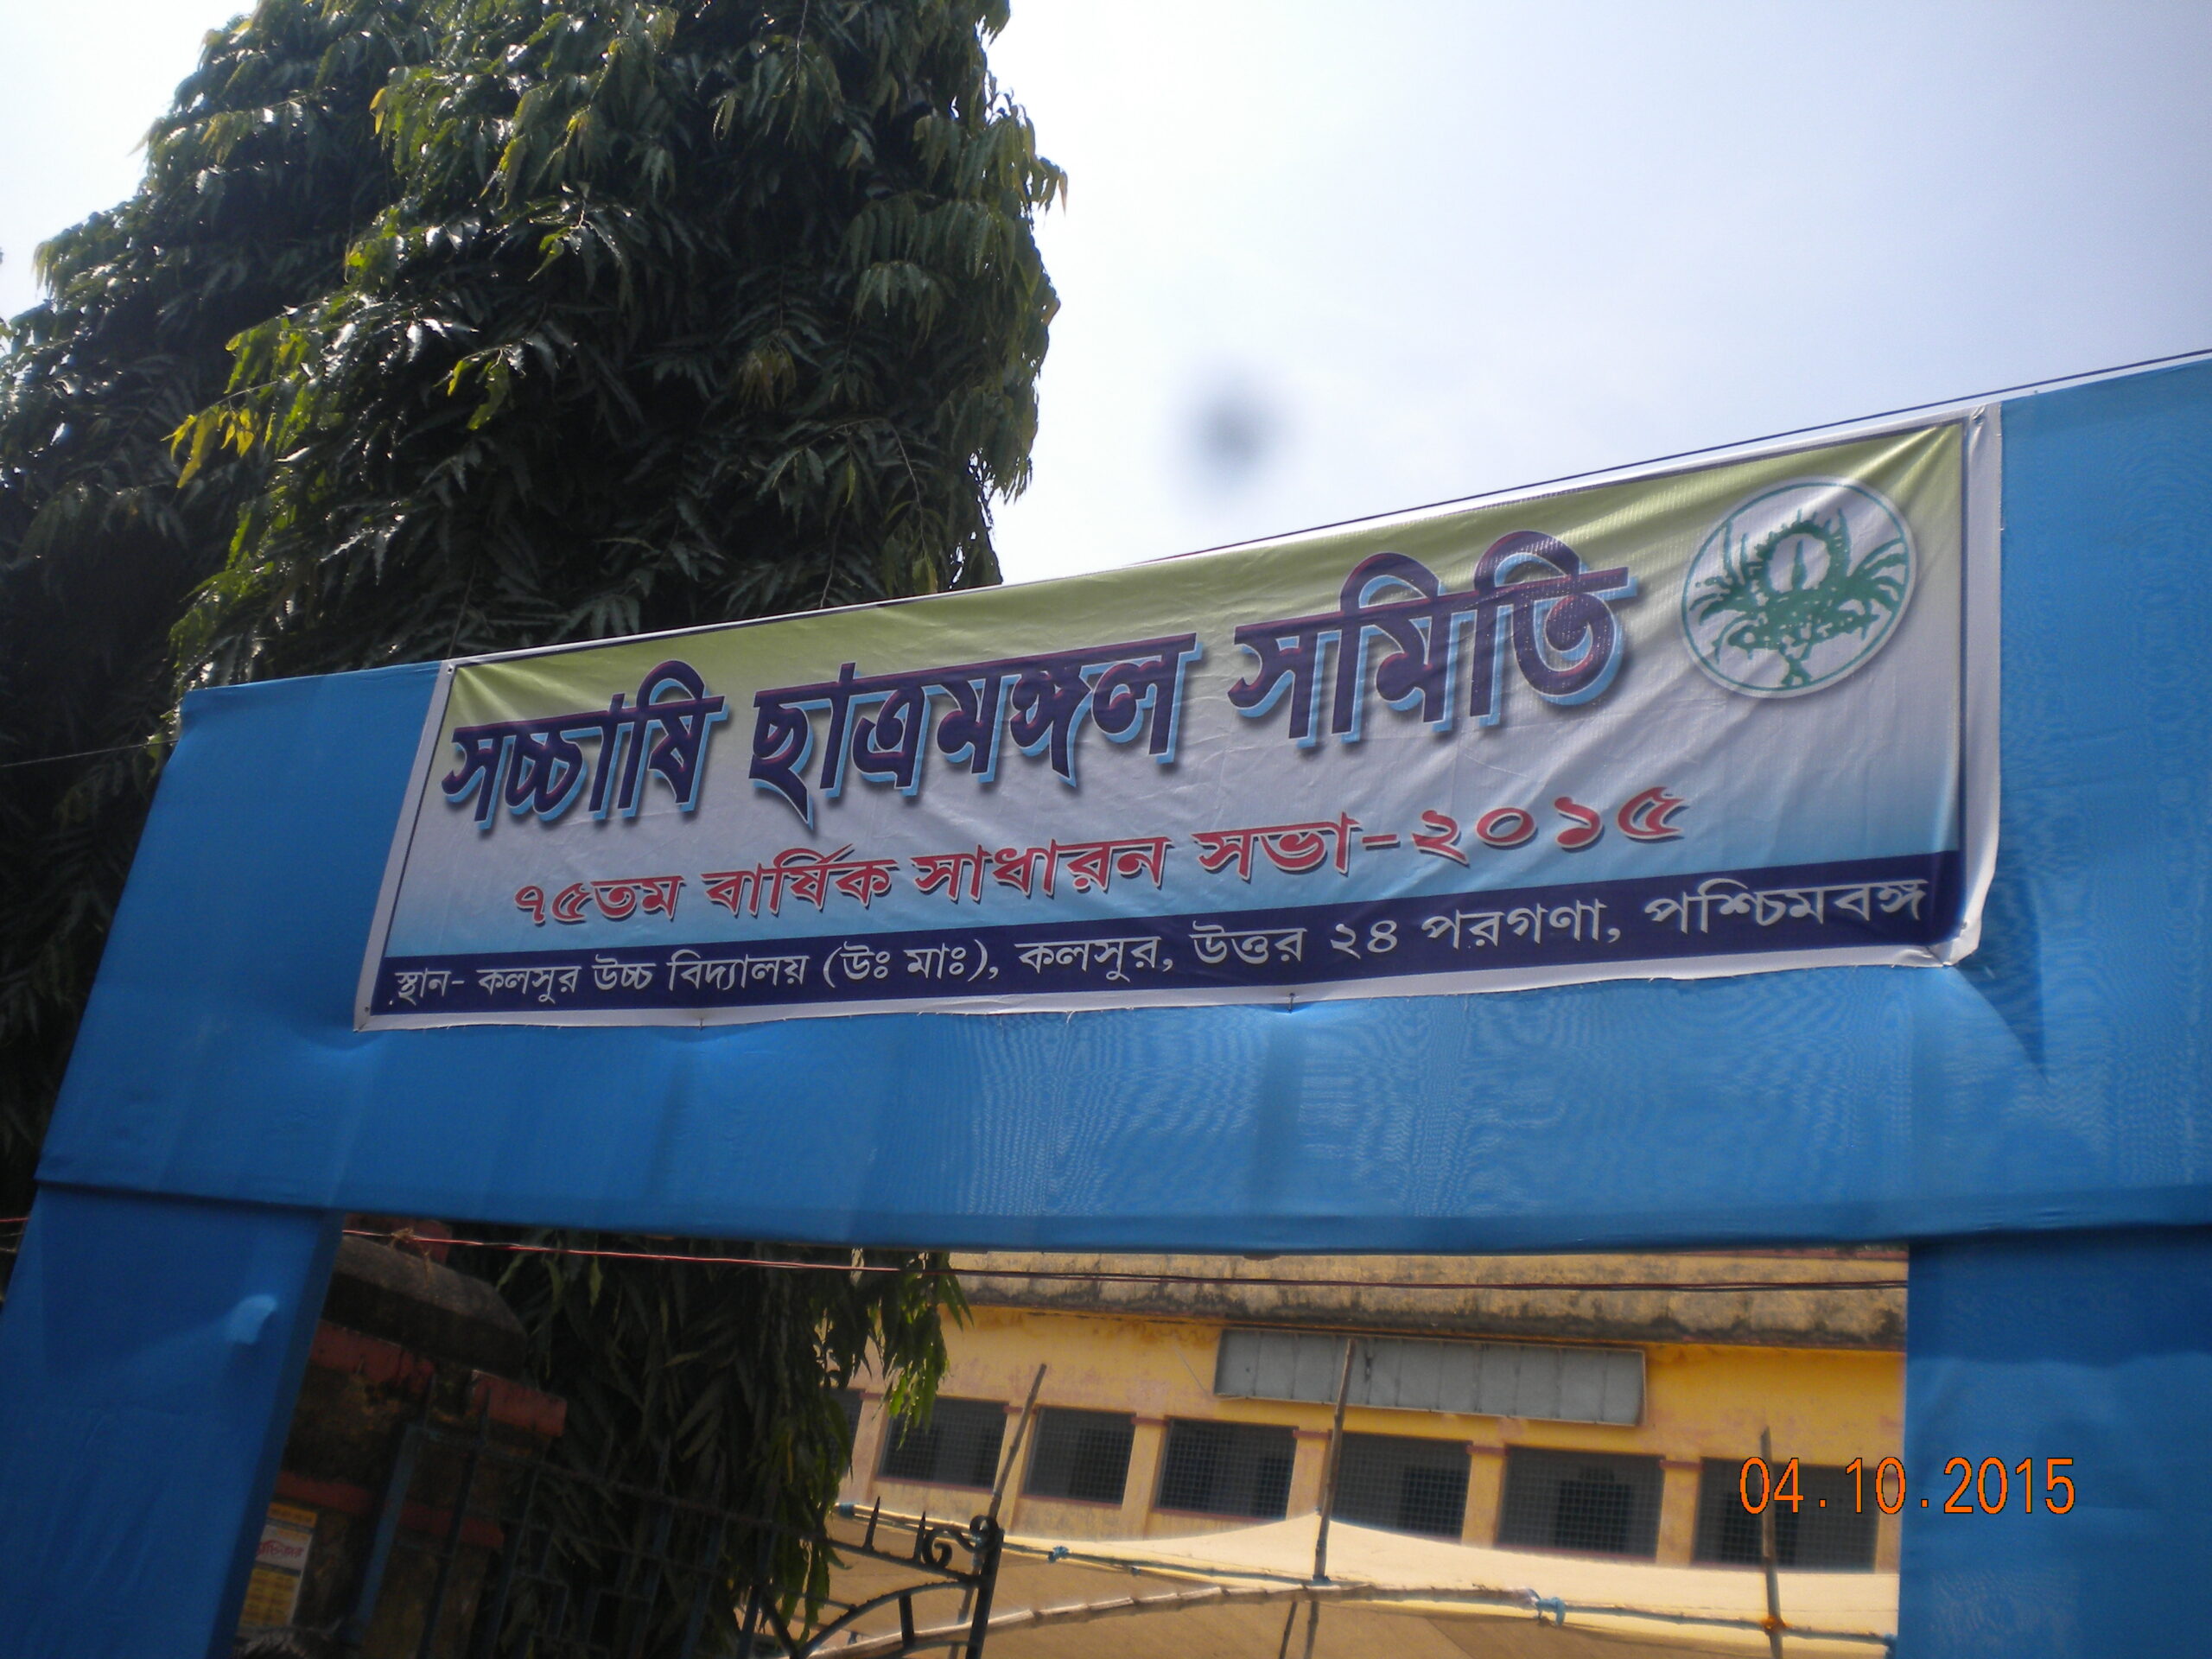 সচ্চাষি ছাত্রমঙ্গল সমিতি
৭৫তম বার্ষিক সাধারন সভা-২০১৫
স্থান- কলসুর উচ্চ বিদ্যালয় (উঃ মাঃ), কলসুর, উত্তর ২৪ পরগণা, পশ্চিমবঙ্গ
04.10.2015